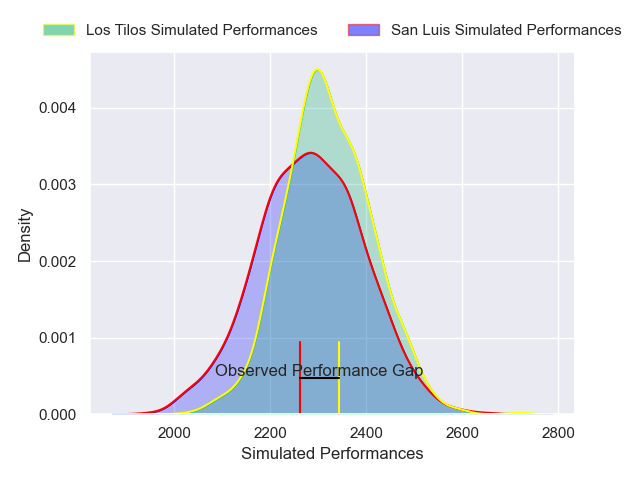 Los Tilos Simulated Performances
San Luis Simulated Performances
0.004
0.003
0.002
0.001
0.000
Density
Observed Performance Gap
2000 2200 2400 2600 2800
Simulated Performances